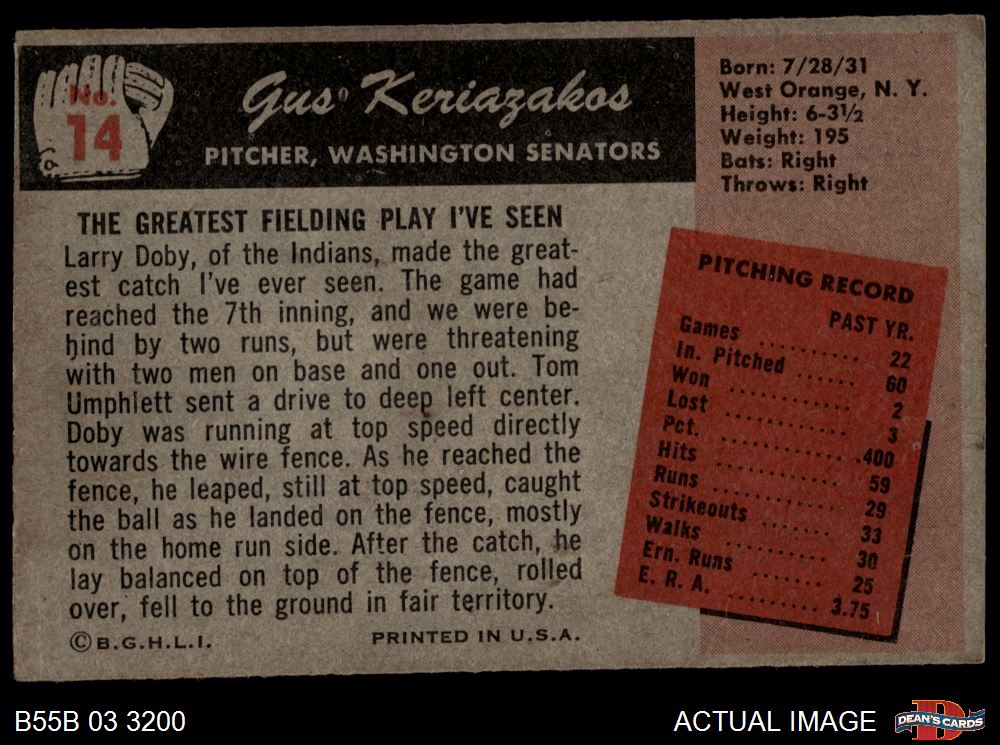 No.
14
Gus Keriazakos
PITCHER, WASHINGTON SENATORS
Born: 7/28/31
West Orange, N. Y.
Height: 6-3½
Weight: 195
Bats: Right
Throws: Right
THE GREATEST FIELDING PLAY I'VE SEEN
Larry Doby, of the Indians, made the great-
est catch I've ever seen. The game had
reached the 7th inning, and we were be-
hind by two runs, but were threatening
with two men on base and one out. Tom
Umphlett sent a drive to deep left center.
Doby was running at top speed directly
towards the wire fence. As he reached the
fence, he leaped, still at top speed, caught
the ball as he landed on the fence, mostly
on the home run side. After the catch, he
lay balanced on top of the fence, rolled
over, fell to the ground in fair territory.
© B.G.H.L.I. PRINTED IN U.S.A.
PITCHING RECORD
PAST YR.
Games .......... 22
In. Pitched ...... 60
Won ............ 2
Lost ............ 3
Pct. ............ .400
Hits ............ 59
Runs ............ 29
Strikeouts ....... 33
Walks .......... 30
Ern. Runs ....... 25
E. R. A. ......... 3.75
B55B 03 3200
ACTUAL IMAGE
D
DEAN'S CARDS